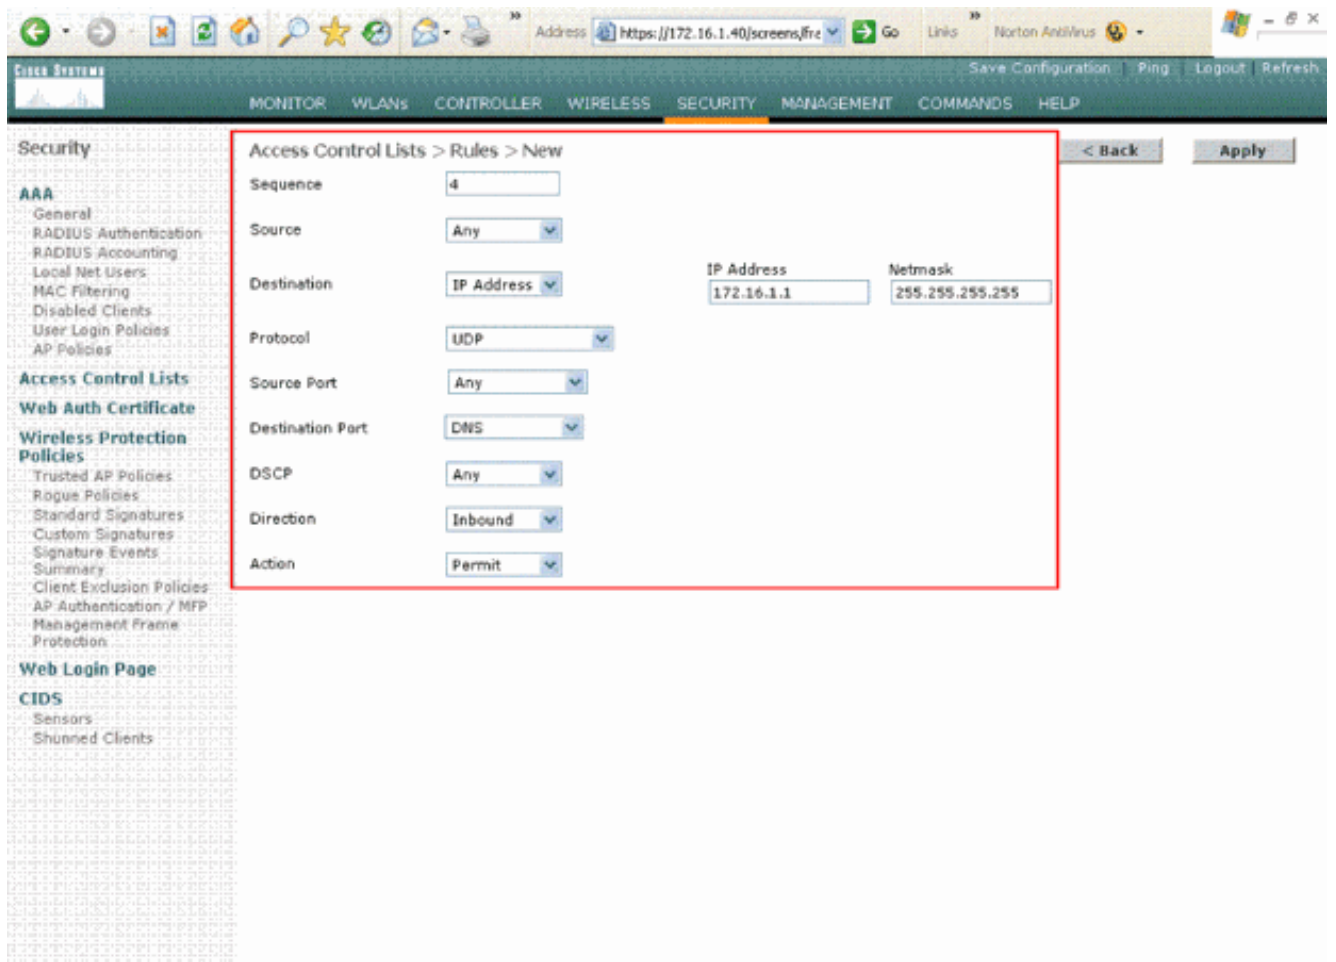 Address https://172.16.1.40/screens/fra Go Links Norton AntiVirus
CISCO SYSTEMS
Save Configuration | Ping | Logout | Refresh
MONITOR WLANs CONTROLLER WIRELESS SECURITY MANAGEMENT COMMANDS HELP
Security
AAA
General
RADIUS Authentication
RADIUS Accounting
Local Net Users
MAC Filtering
Disabled Clients
User Login Policies
AP Policies
Access Control Lists
Web Auth Certificate
Wireless Protection
Policies
Trusted AP Policies
Rogue Policies
Standard Signatures
Custom Signatures
Signature Events
Summary
Client Exclusion Policies
AP Authentication / MFP
Management Frame
Protection
Web Login Page
CIDS
Sensors
Shunned Clients
Access Control Lists > Rules > New
< Back Apply
Sequence 4
Source Any
IP Address Netmask
Destination IP Address 172.16.1.1 255.255.255.255
Protocol UDP
Source Port Any
Destination Port DNS
DSCP Any
Direction Inbound
Action Permit